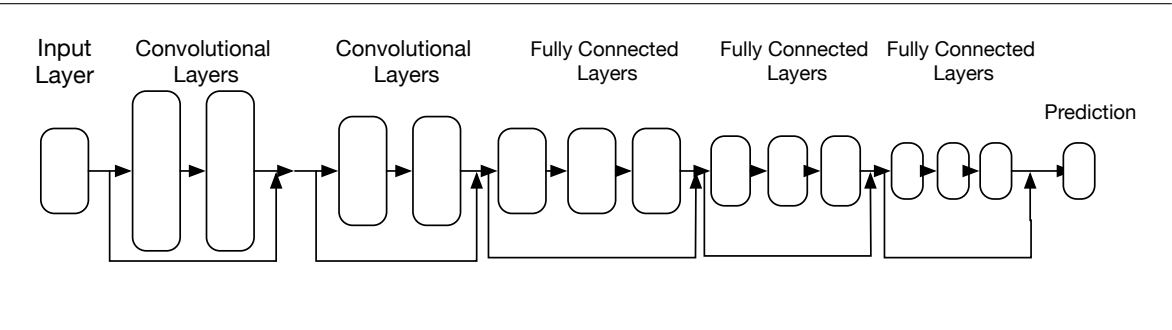 Input
Layer
Convolutional
Layers
Convolutional
Layers
Fully Connected
Layers
Fully Connected
Layers
Fully Connected
Layers
Prediction